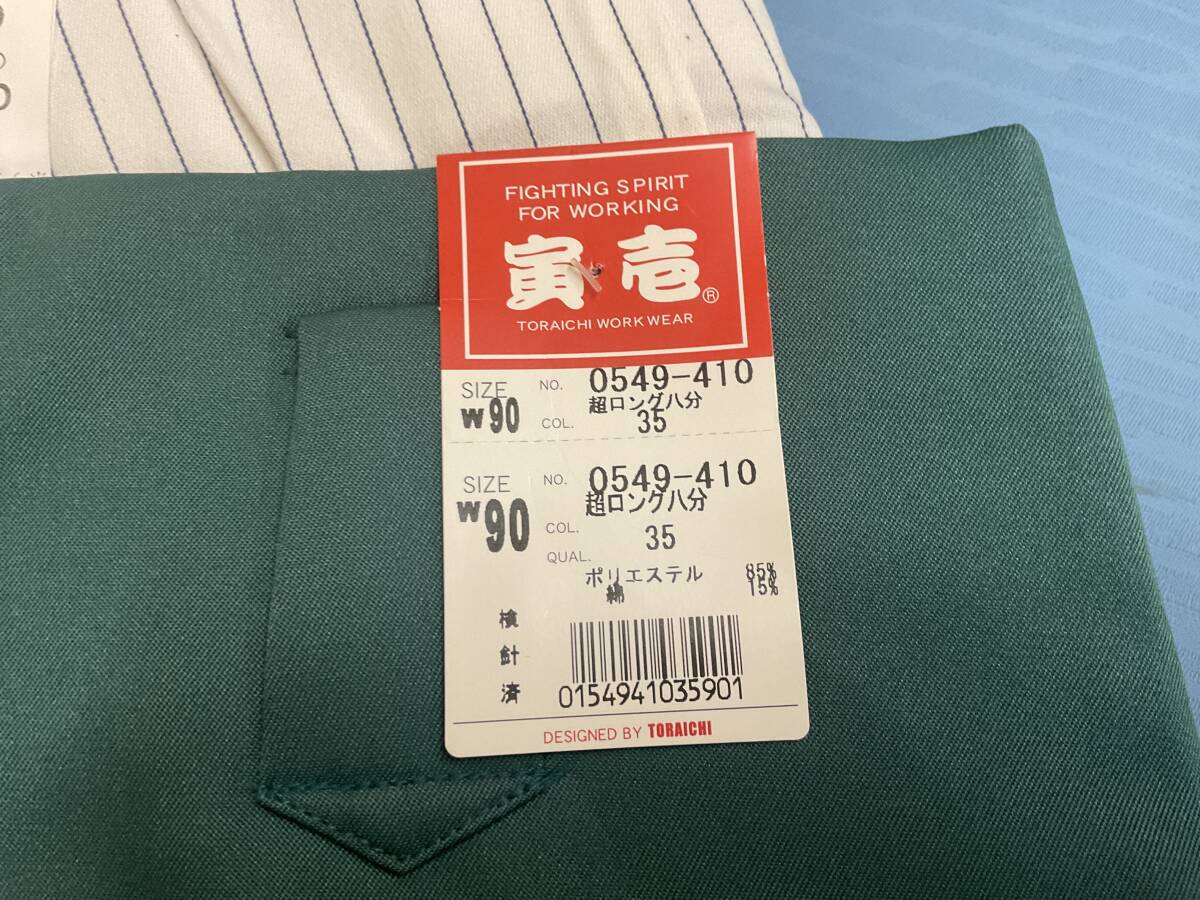 FIGHTING SPIRIT
FOR WORKING
寅壱®
TORAICHI WORK WEAR
SIZE W90 NO. 0549-410
超ロング八分
COL. 35
SIZE W90 NO. 0549-410
超ロング八分
COL. 35
QUAL.
ポリエステル 85%
綿 15%
検
針
済
0154941035901
DESIGNED BY TORAICHI